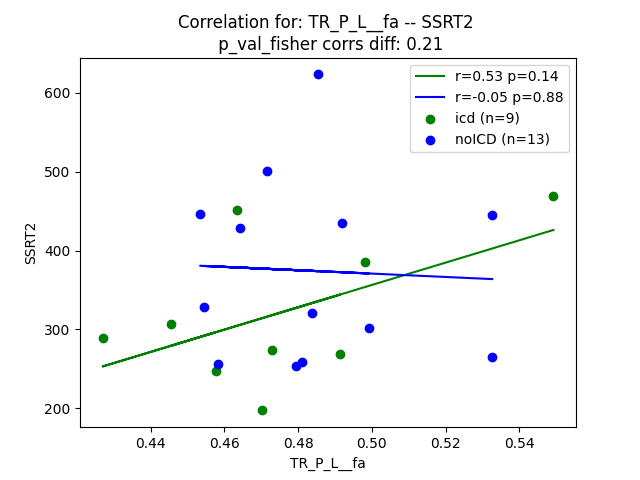 Correlation for: TR_P_L__fa -- SSRT2
p_val_fisher corrs diff: 0.21
r=0.53 p=0.14
r=-0.05 p=0.88
icd (n=9)
noICD (n=13)
600
500
400
300
200
SSRT2
0.44 0.46 0.48 0.50 0.52 0.54
TR_P_L__fa